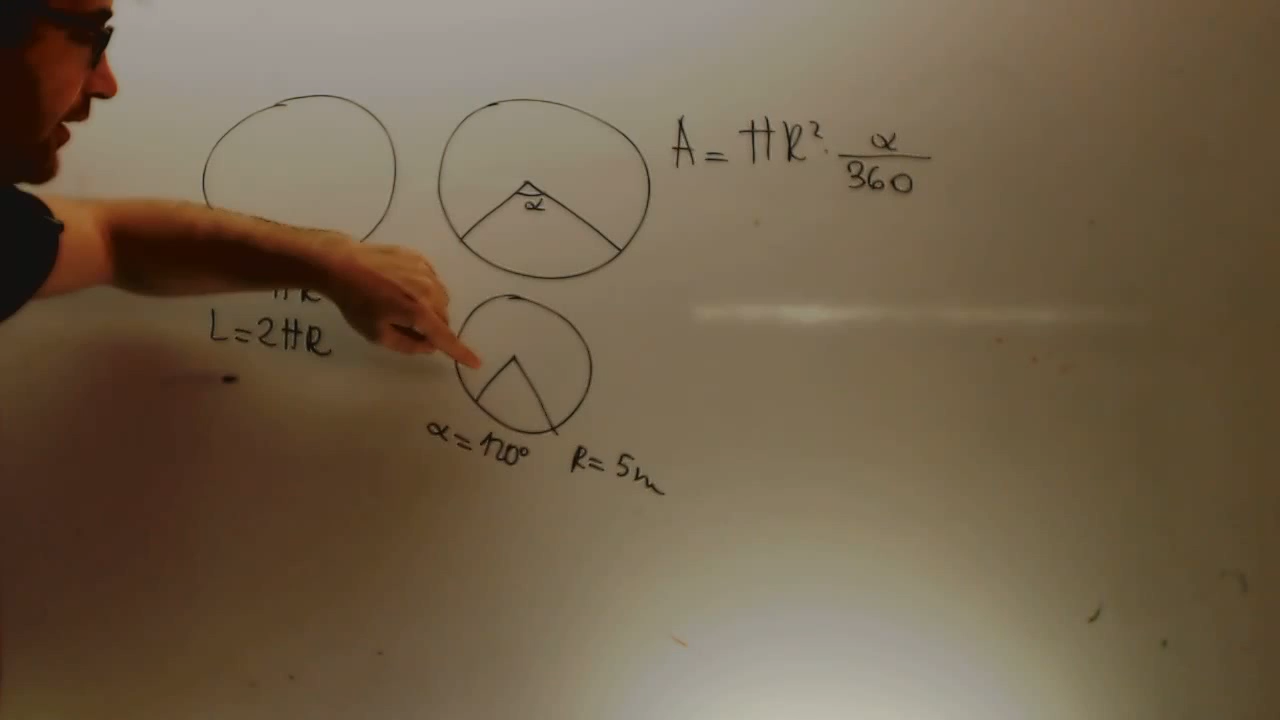 α
A = πR² · α/360
L=2πR
α = 120°
R= 5m